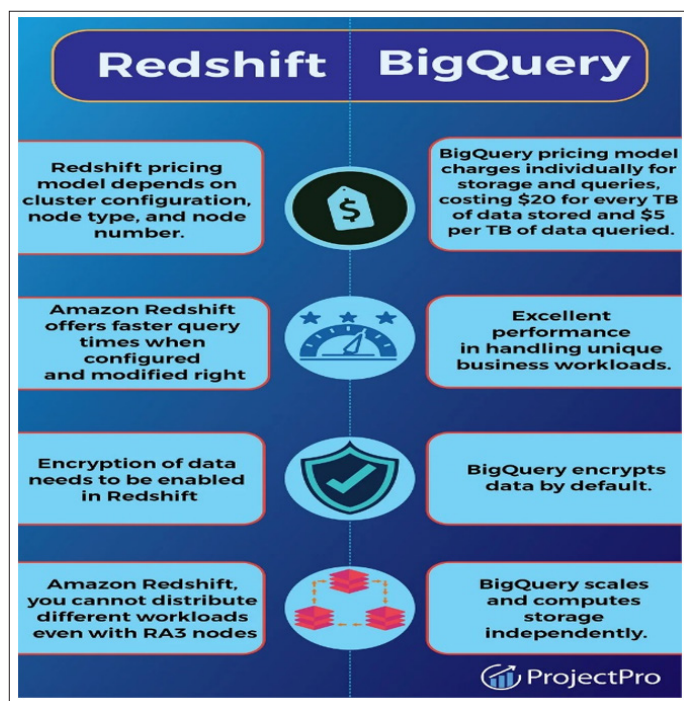 Redshift
BigQuery
Redshift pricing
model depends on
cluster configuration,
node type, and node
number.
BigQuery pricing model
charges individually for
storage and queries,
costing $20 for every TB
of data stored and $5
per TB of data queried.
$
Amazon Redshift
offers faster query
times when
configured
and modified right
Excellent
performance
in handling unique
business workloads.
Encryption of data
needs to be enabled
in Redshift
BigQuery encrypts
data by default.
Amazon Redshift,
you cannot distribute
different workloads
even with RA3 nodes
BigQuery scales
and computes
storage
independently.
ProjectPro